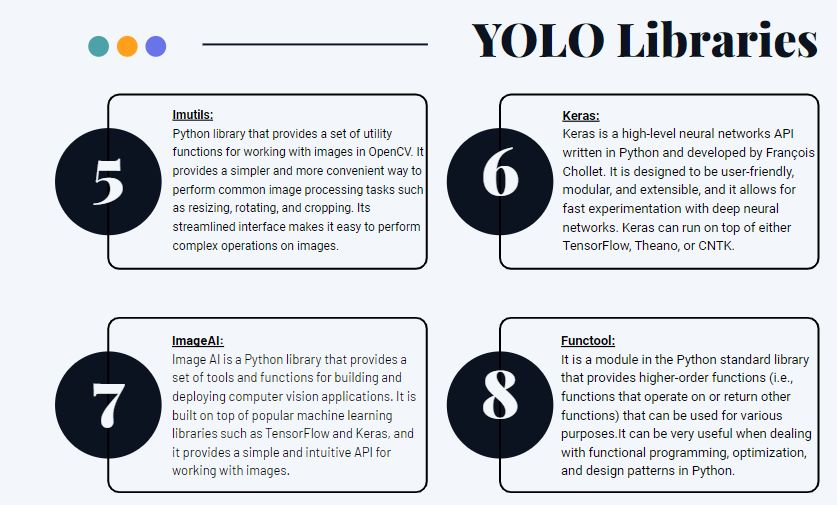 YOLO Libraries
5
Imutils:
Python library that provides a set of utility
functions for working with images in OpenCV. It
provides a simpler and more convenient way to
perform common image processing tasks such
as resizing, rotating, and cropping. Its
streamlined interface makes it easy to perform
complex operations on images.
6
Keras:
Keras is a high-level neural networks API
written in Python and developed by François
Chollet. It is designed to be user-friendly,
modular, and extensible, and it allows for
fast experimentation with deep neural
networks. Keras can run on top of either
TensorFlow, Theano, or CNTK.
7
ImageAI:
Image AI is a Python library that provides a
set of tools and functions for building and
deploying computer vision applications. It is
built on top of popular machine learning
libraries such as TensorFlow and Keras, and
it provides a simple and intuitive API for
working with images.
8
Functool:
It is a module in the Python standard library
that provides higher-order functions (i.e.,
functions that operate on or return other
functions) that can be used for various
purposes.It can be very useful when dealing
with functional programming, optimization,
and design patterns in Python.